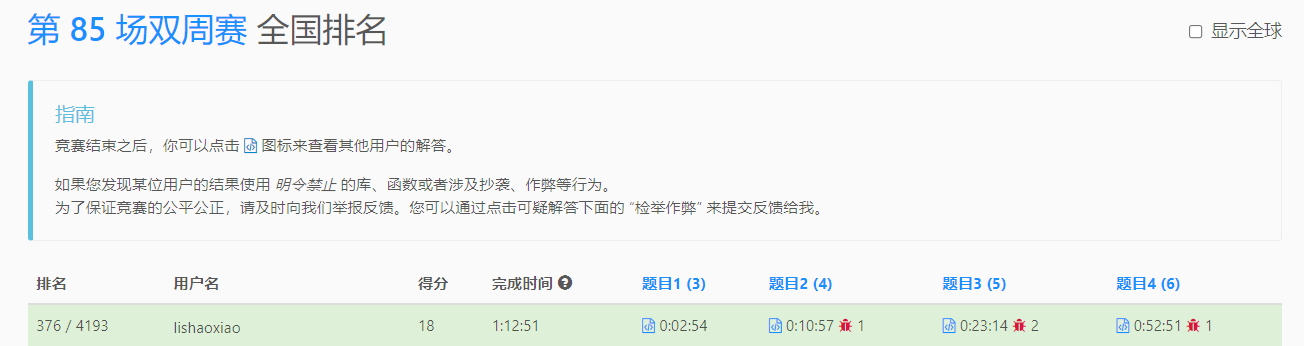 第 85 场双周赛 全国排名
显示全球
指南
竞赛结束之后，你可以点击 图标来查看其他用户的解答。
如果您发现某位用户的结果使用 明令禁止 的库、函数或者涉及抄袭、作弊等行为。
为了保证竞赛的公平公正，请及时向我们举报反馈。您可以通过点击可疑解答下面的 “检举作弊” 来提交反馈给我。
排名 用户名 得分 完成时间 题目1 (3) 题目2 (4) 题目3 (5) 题目4 (6)
376 / 4193 lishaoxiao 18 1:12:51 0:02:54 0:10:57 1 0:23:14 2 0:52:51 1